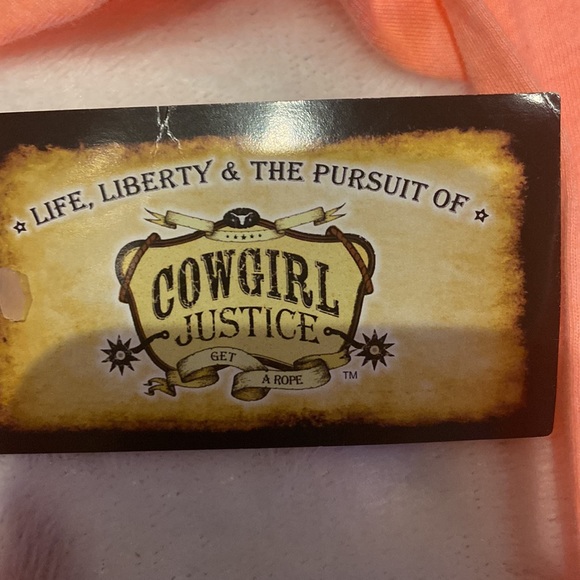 LIFE, LIBERTY & THE PURSUIT OF
COWGIRL
JUSTICE
GET
A ROPE
TM